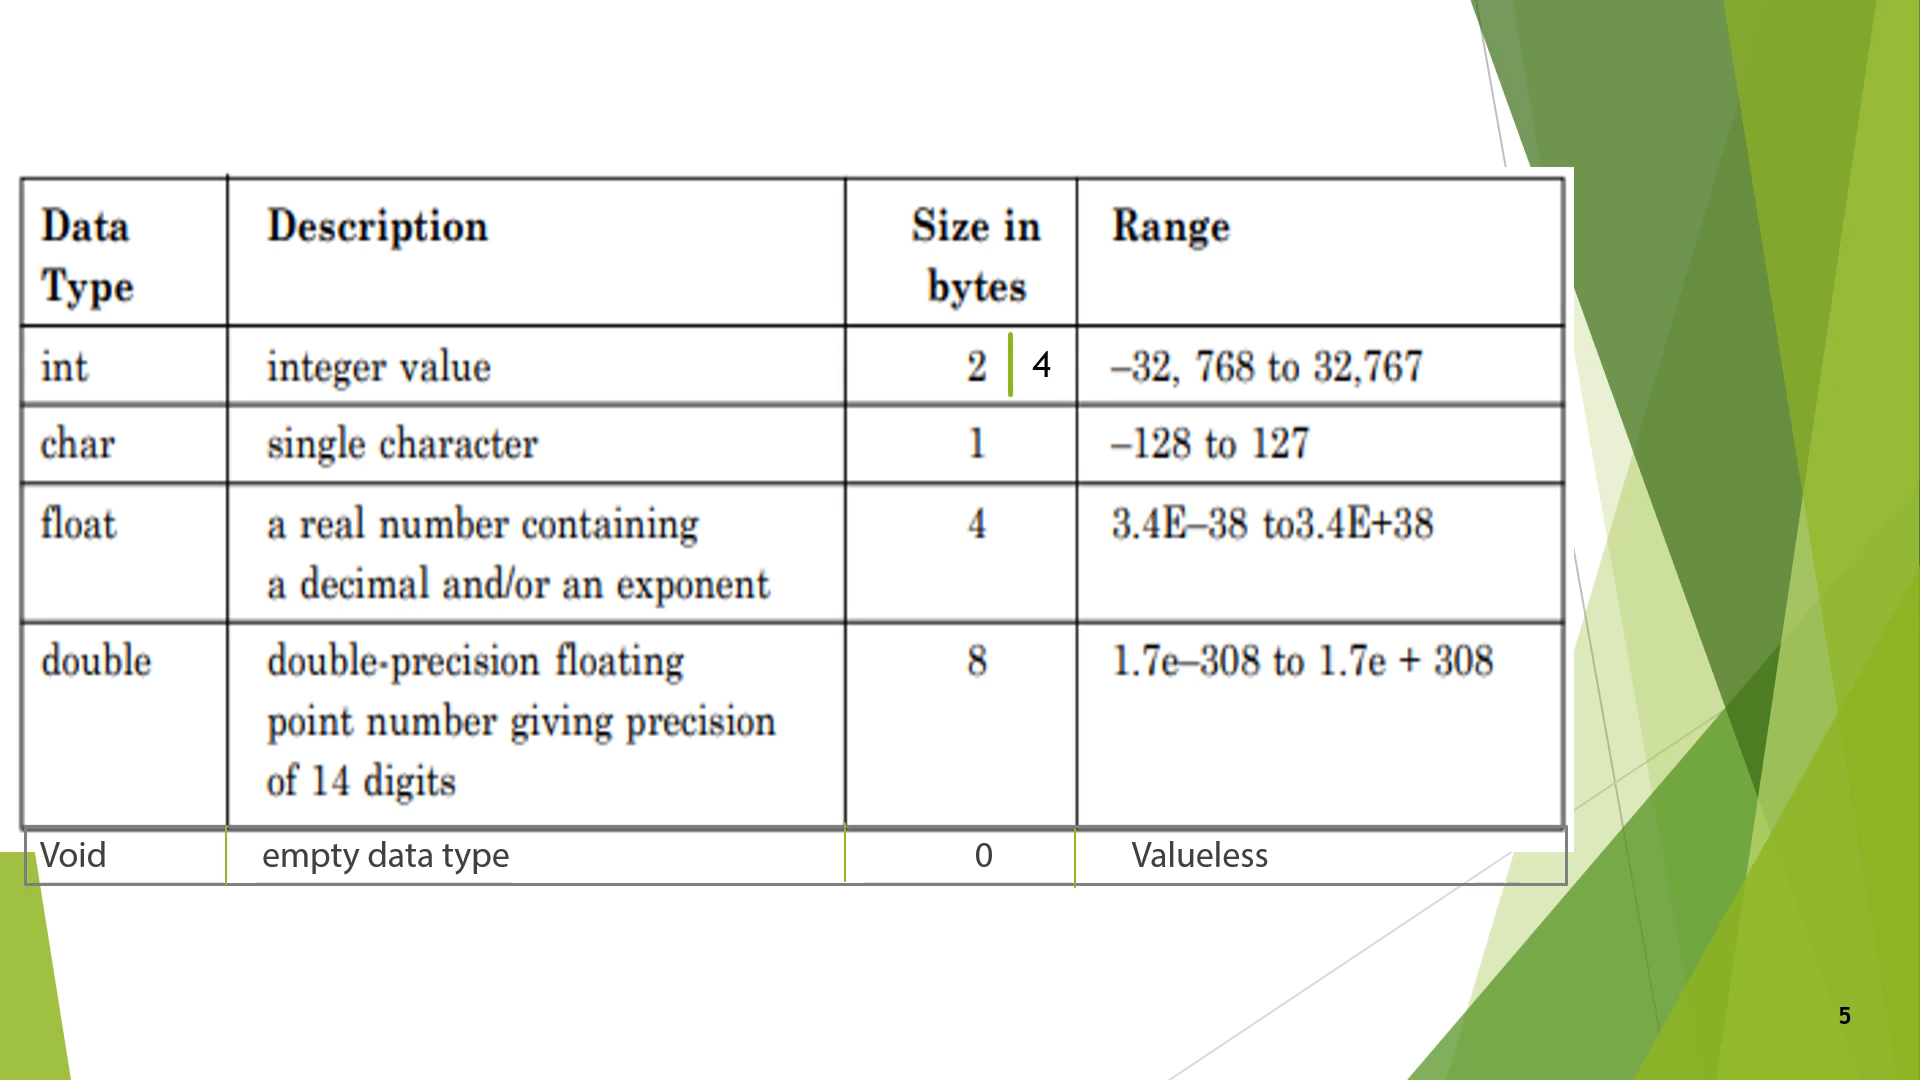 Data Type Description Size in bytes Range
int integer value 2 4 –32, 768 to 32,767
char single character 1 –128 to 127
float a real number containing 4 3.4E–38 to3.4E+38
a decimal and/or an exponent
double double-precision floating 8 1.7e–308 to 1.7e + 308
point number giving precision
of 14 digits
Void empty data type 0 Valueless
5